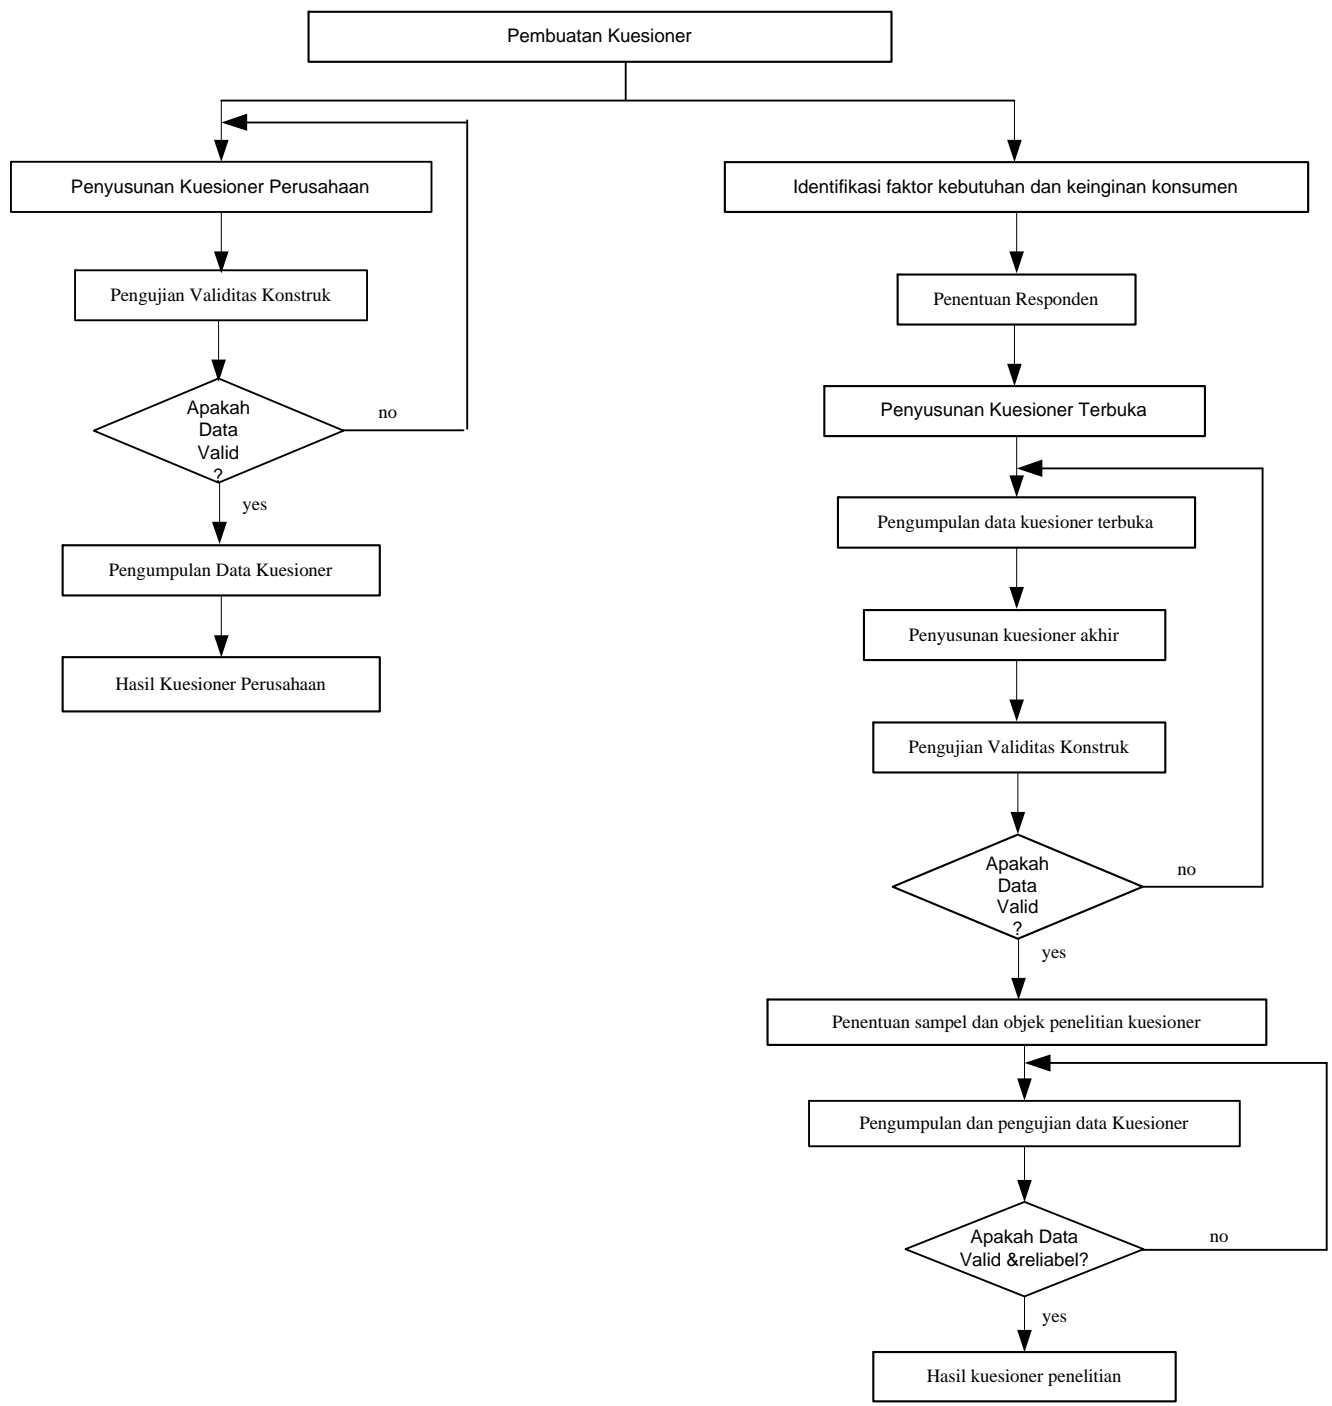 Pembuatan Kuesioner
Penyusunan Kuesioner Perusahaan
Pengujian Validitas Konstruk
Apakah
Data
Valid
?
no
yes
Pengumpulan Data Kuesioner
Hasil Kuesioner Perusahaan
Identifikasi faktor kebutuhan dan keinginan konsumen
Penentuan Responden
Penyusunan Kuesioner Terbuka
Pengumpulan data kuesioner terbuka
Penyusunan kuesioner akhir
Pengujian Validitas Konstruk
Apakah
Data
Valid
?
no
yes
Penentuan sampel dan objek penelitian kuesioner
Pengumpulan dan pengujian data Kuesioner
Apakah Data
Valid &reliabel?
no
yes
Hasil kuesioner penelitian